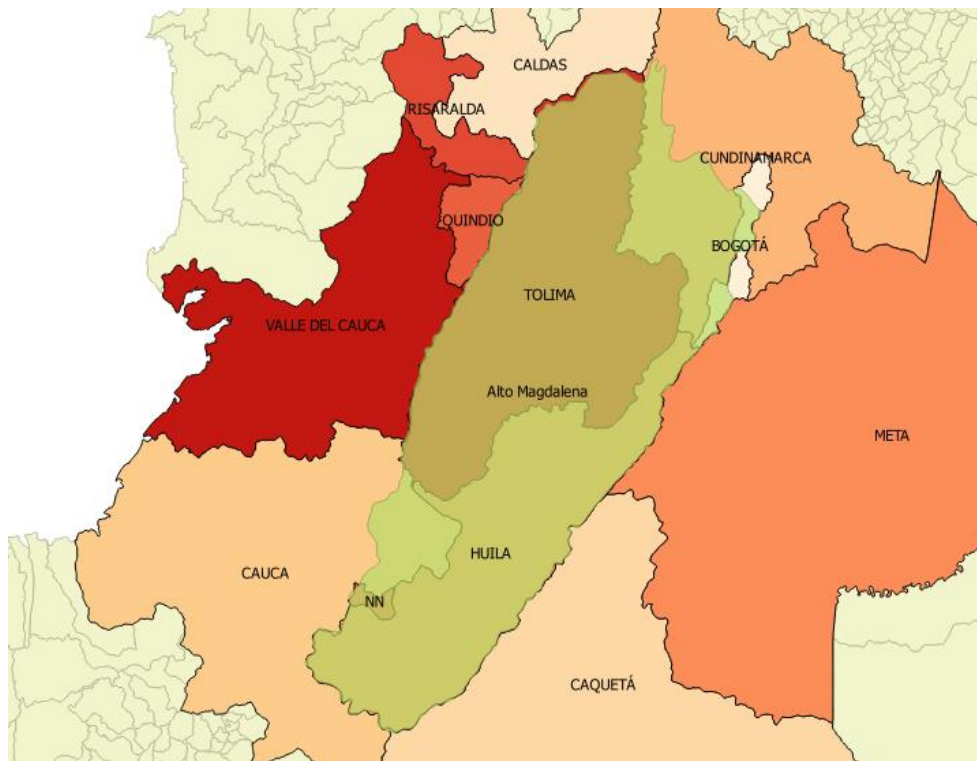 CALDAS
RISARALDA
CUNDINAMARCA
QUINDIO
BOGOTÁ
TOLIMA
VALLE DEL CAUCA
Alto Magdalena
META
HUILA
CAUCA
NN
CAQUETÁ